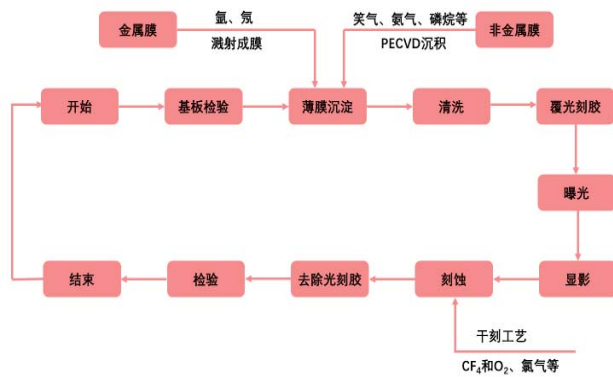 金属膜
氩、氖
溅射成膜
笑气、氨气、磷烷等
PECVD沉积
非金属膜
开始
基板检验
薄膜沉淀
清洗
覆光刻胶
曝光
结束
检验
去除光刻胶
刻蚀
显影
干刻工艺
CF₄和O₂、氯气等